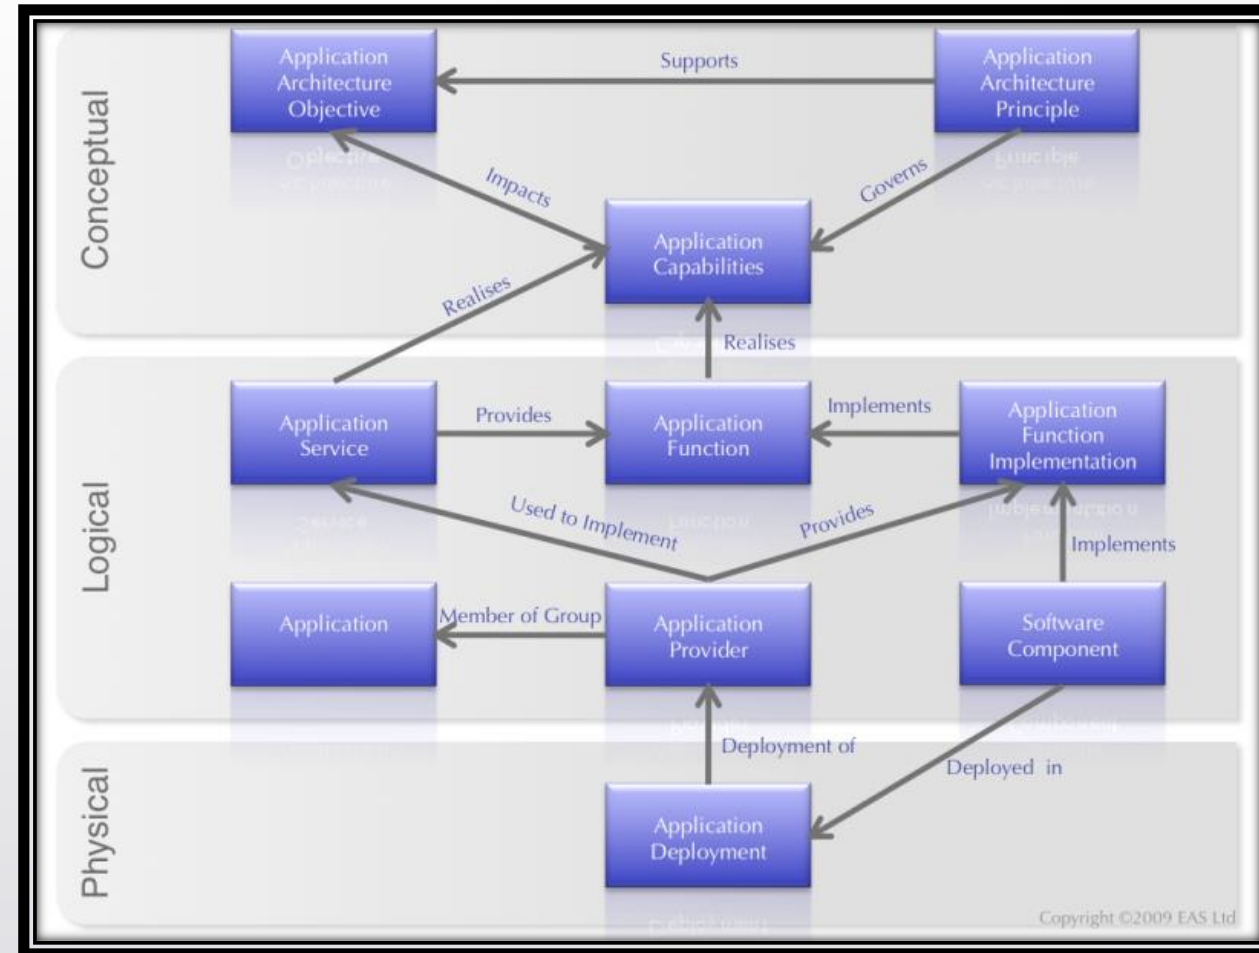 Conceptual
Application
Architecture
Objective
Supports
Application
Architecture
Principle
Impacts
Governs
Application
Capabilities
Realises
Realises
Logical
Application
Service
Provides
Application
Function
Implements
Application
Function
Implementation
Used to Implement
Provides
Implements
Application
Member of Group
Application
Provider
Software
Component
Physical
Deployment of
Deployed in
Application
Deployment
Copyright ©2009 EAS Ltd